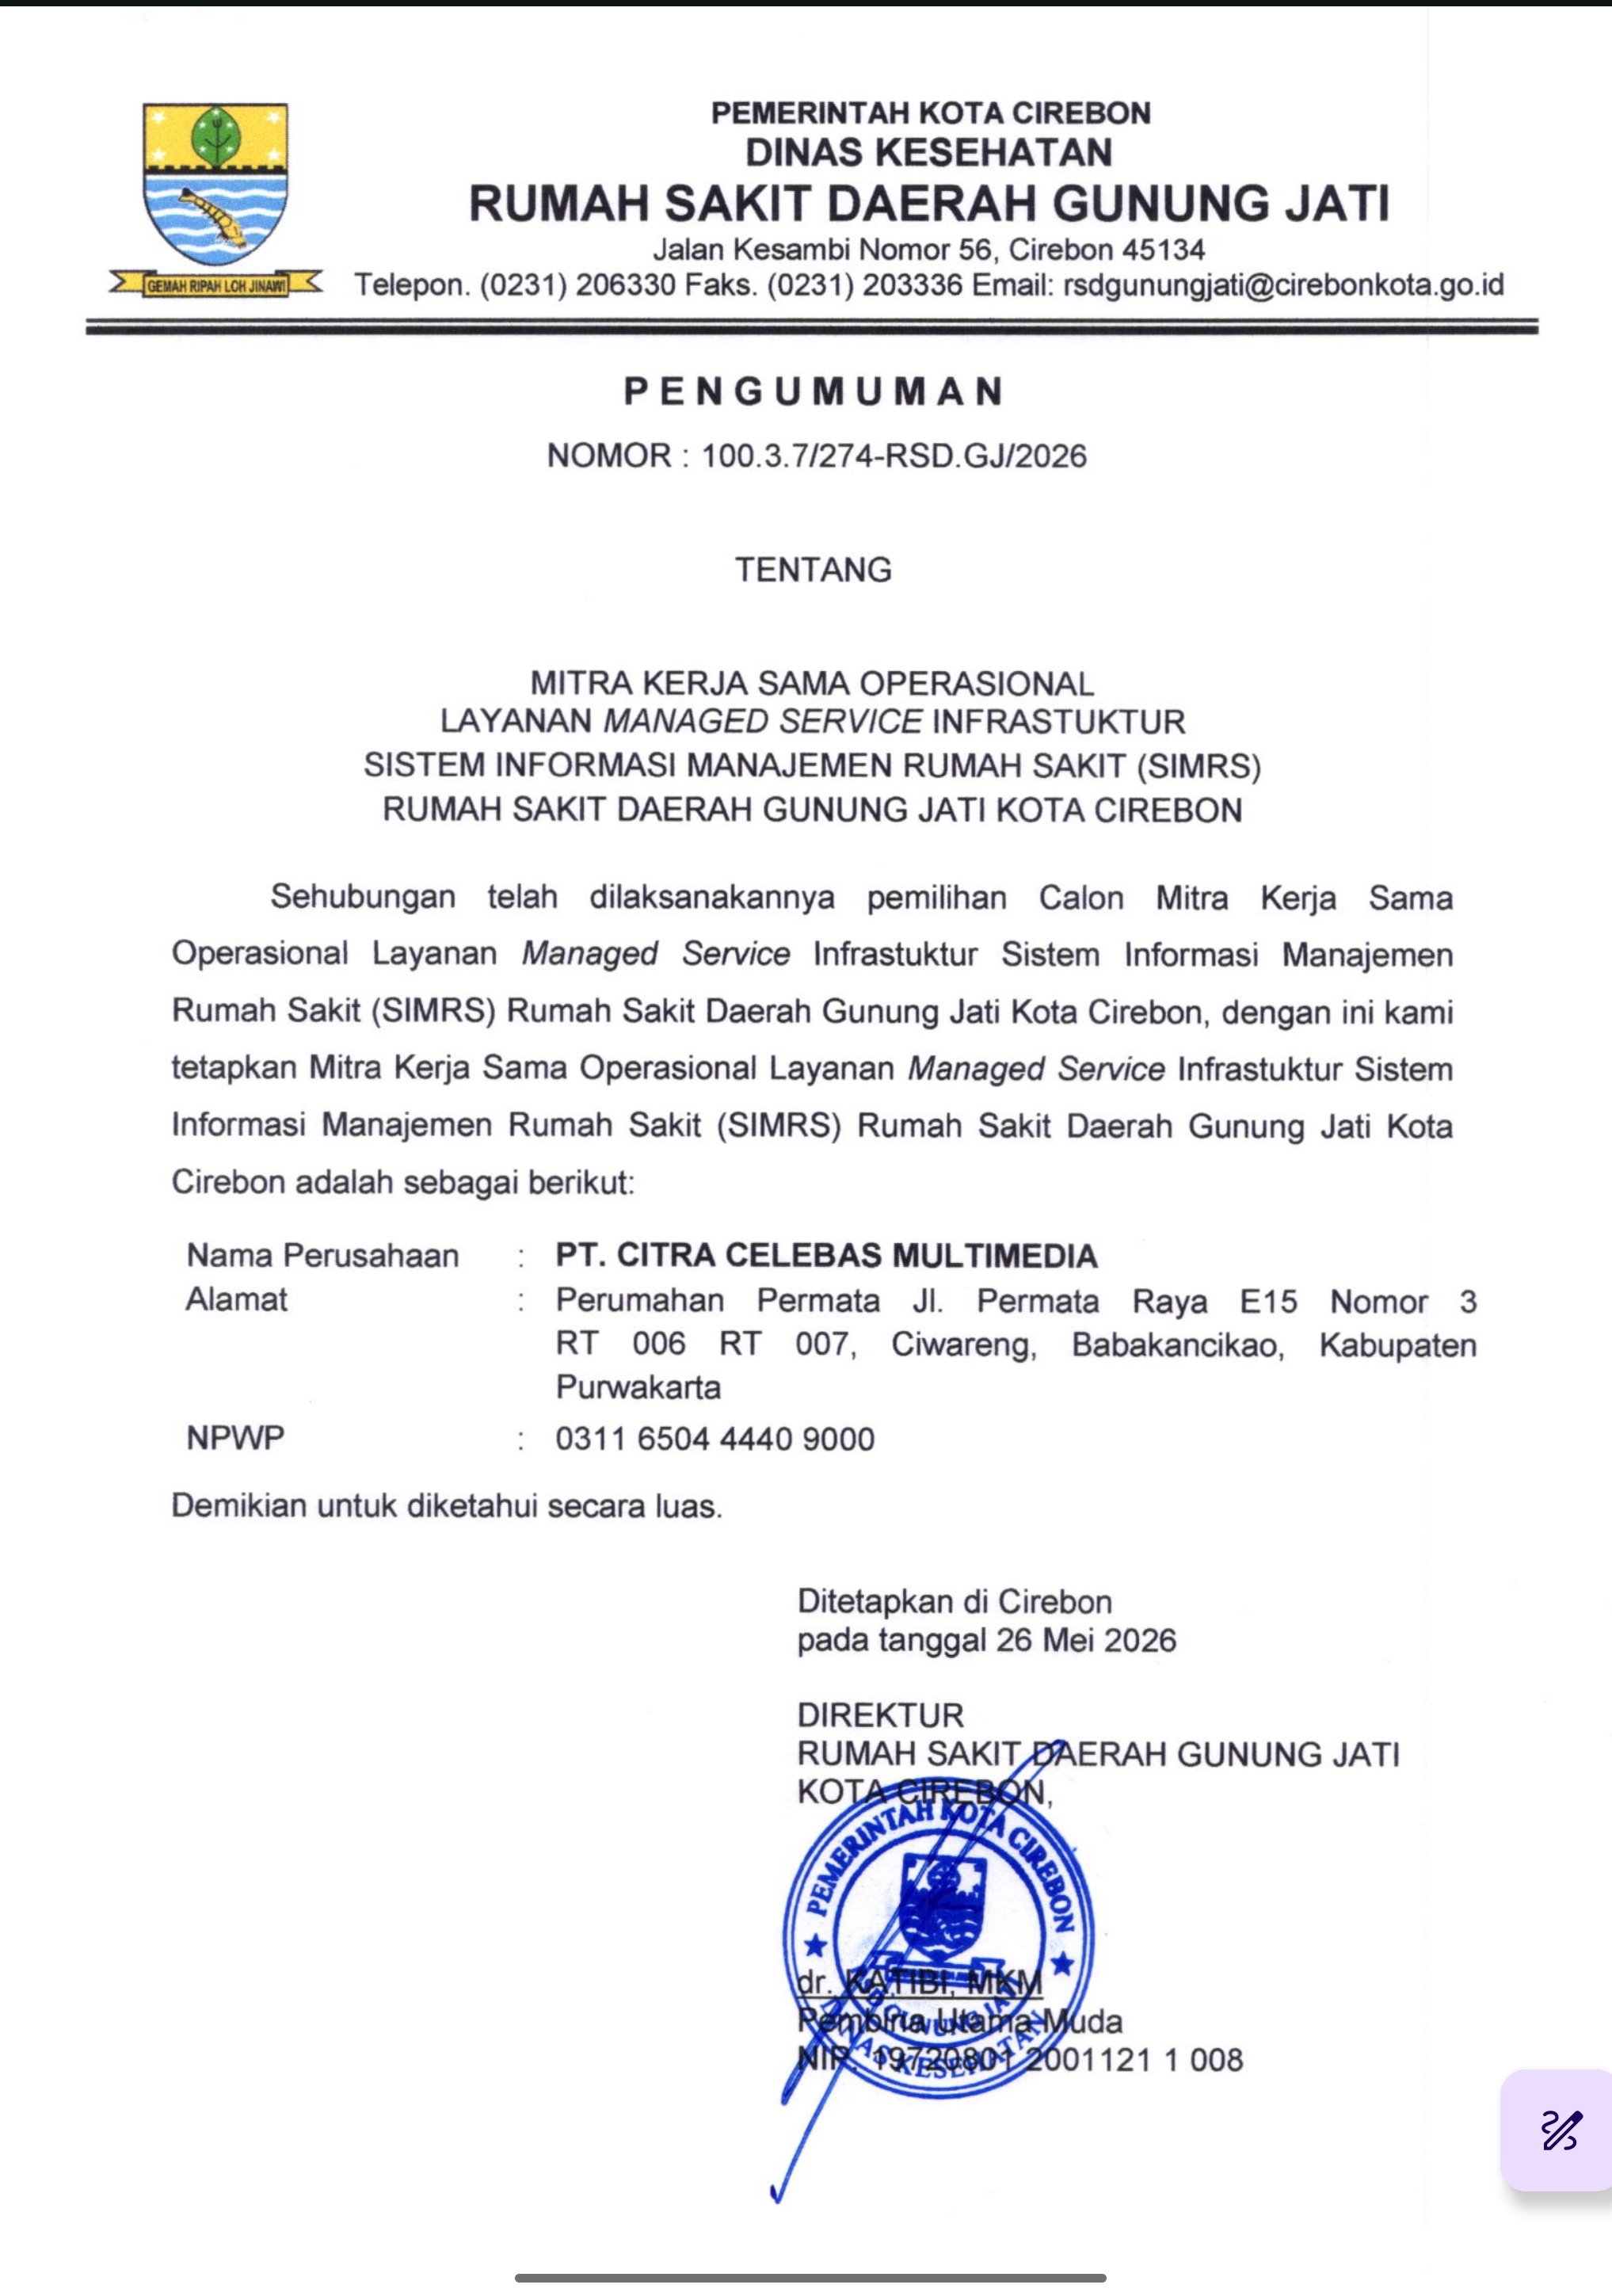 PEMERINTAH KOTA CIREBON
DINAS KESEHATAN
RUMAH SAKIT DAERAH GUNUNG JATI
Jalan Kesambi Nomor 56, Cirebon 45134
Telepon. (0231) 206330 Faks. (0231) 203336 Email: rsdgunungjati@cirebonkota.go.id
GEMAH RIPAH LOH JINAWI
PENGUMUMAN
NOMOR : 100.3.7/274-RSD.GJ/2026
TENTANG
MITRA KERJA SAMA OPERASIONAL
LAYANAN MANAGED SERVICE INFRASTUKTUR
SISTEM INFORMASI MANAJEMEN RUMAH SAKIT (SIMRS)
RUMAH SAKIT DAERAH GUNUNG JATI KOTA CIREBON
Sehubungan telah dilaksanakannya pemilihan Calon Mitra Kerja Sama
Operasional Layanan Managed Service Infrastuktur Sistem Informasi Manajemen
Rumah Sakit (SIMRS) Rumah Sakit Daerah Gunung Jati Kota Cirebon, dengan ini kami
tetapkan Mitra Kerja Sama Operasional Layanan Managed Service Infrastuktur Sistem
Informasi Manajemen Rumah Sakit (SIMRS) Rumah Sakit Daerah Gunung Jati Kota
Cirebon adalah sebagai berikut:
Nama Perusahaan : PT. CITRA CELEBAS MULTIMEDIA
Alamat : Perumahan Permata Jl. Permata Raya E15 Nomor 3
RT 006 RT 007, Ciwareng, Babakancikao, Kabupaten
Purwakarta
NPWP : 0311 6504 4440 9000
Demikian untuk diketahui secara luas.
Ditetapkan di Cirebon
pada tanggal 26 Mei 2026
DIREKTUR
RUMAH SAKIT DAERAH GUNUNG JATI
KOTA CIREBON,
PEMERINTAH KOTA CIREBON
dr. KATIBI, MKM
RSD GUNUNG JATI
Pembina Utama Muda
DINAS KESEHATAN
NIP. 19720801 2001121 1 008